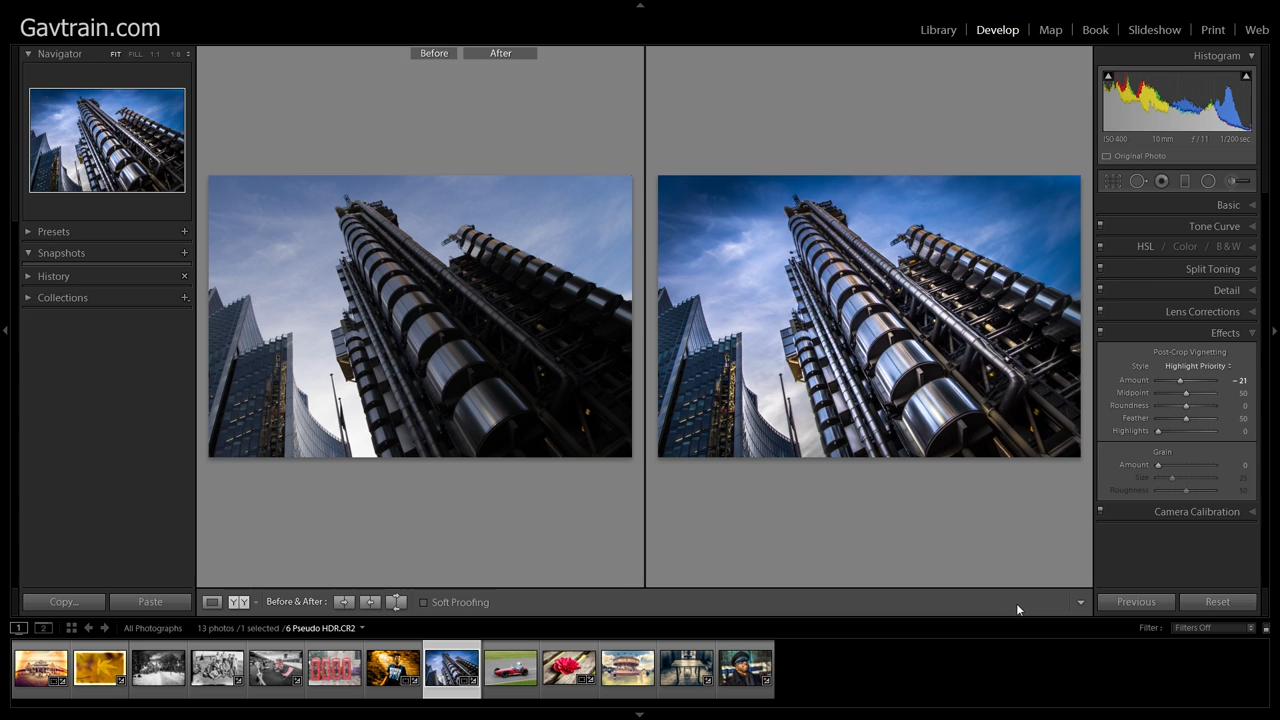 Gavtrain.com
Library | Develop | Map | Book | Slideshow | Print | Web
Navigator FIT FILL 1:1 1:8
Presets
Snapshots
History
Collections
Copy... Paste
Before After
Histogram
ISO 400 10 mm f / 11 1/200 sec
Original Photo
Basic
Tone Curve
HSL / Color / B & W
Split Toning
Detail
Lens Corrections
Effects
Post-Crop Vignetting
Style Highlight Priority
Amount – 21
Midpoint 50
Roundness 0
Feather 50
Highlights 0
Grain
Amount 0
Size 25
Roughness 50
Camera Calibration
Previous Reset
Y Y Before & After : Soft Proofing
1 2 All Photographs 13 photos / 1 selected / 6 Pseudo HDR.CR2 Filter : Filters Off